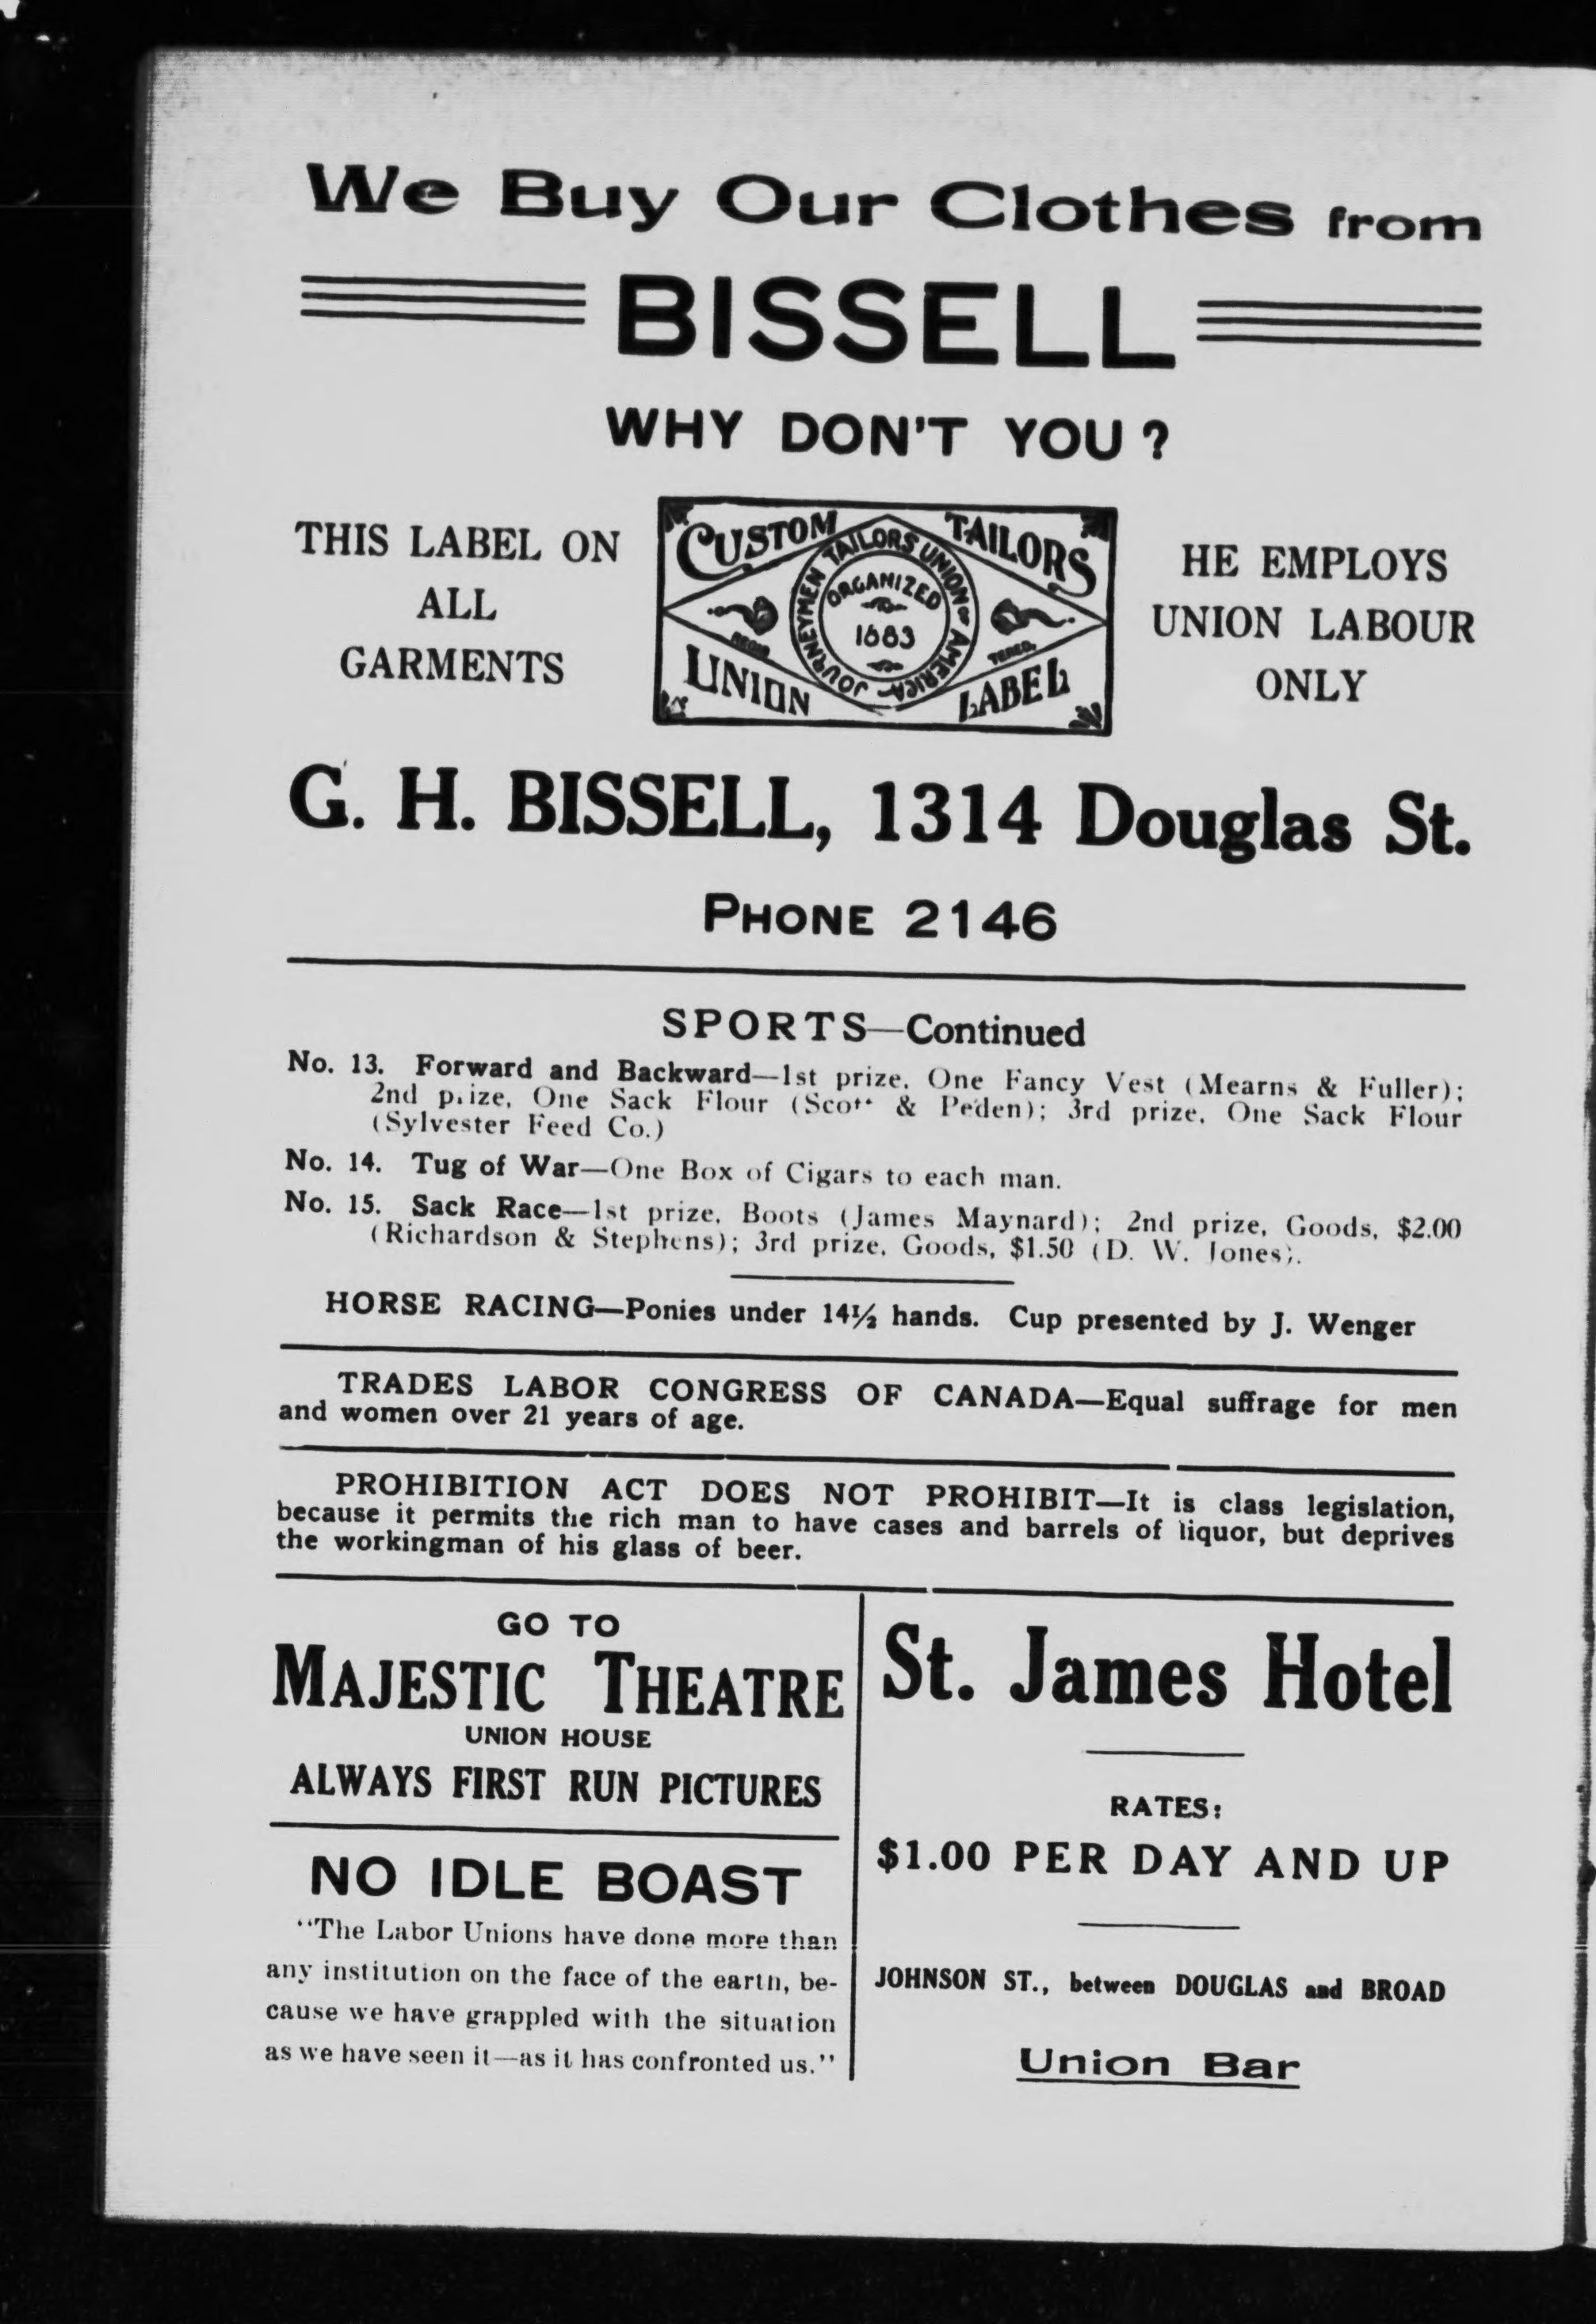 We Buy Our Clothes from
BISSELL
WHY DON'T YOU?
THIS LABEL ON
ALL
GARMENTS
CUSTOM TAILORS
JOURNEYMEN TAILORS UNION OF AMERICA
ORGANIZED
1883
REGIS TERED
UNION LABEL
HE EMPLOYS
UNION LABOUR
ONLY
G. H. BISSELL, 1314 Douglas St.
PHONE 2146
SPORTS—Continued
No. 13. Forward and Backward—1st prize, One Fancy Vest (Mearns & Fuller);
2nd prize, One Sack Flour (Scott & Peden); 3rd prize, One Sack Flour
(Sylvester Feed Co.)
No. 14. Tug of War—One Box of Cigars to each man.
No. 15. Sack Race—1st prize, Boots (James Maynard); 2nd prize, Goods, $2.00
(Richardson & Stephens); 3rd prize, Goods, $1.50 (D. W. Jones).
HORSE RACING—Ponies under 14½ hands. Cup presented by J. Wenger
TRADES LABOR CONGRESS OF CANADA—Equal suffrage for men
and women over 21 years of age.
PROHIBITION ACT DOES NOT PROHIBIT—It is class legislation,
because it permits the rich man to have cases and barrels of liquor, but deprives
the workingman of his glass of beer.
GO TO
MAJESTIC THEATRE
UNION HOUSE
ALWAYS FIRST RUN PICTURES
NO IDLE BOAST
"The Labor Unions have done more than
any institution on the face of the earth, be-
cause we have grappled with the situation
as we have seen it—as it has confronted us."
St. James Hotel
RATES:
$1.00 PER DAY AND UP
JOHNSON ST., between DOUGLAS and BROAD
Union Bar